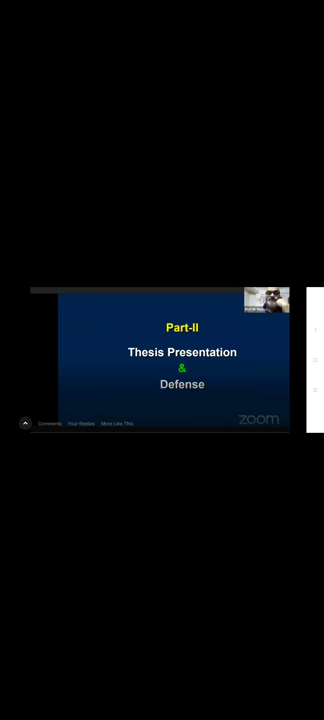 Part-II
Thesis Presentation
&
Defense
zoom
Comments Your Replies More Like This